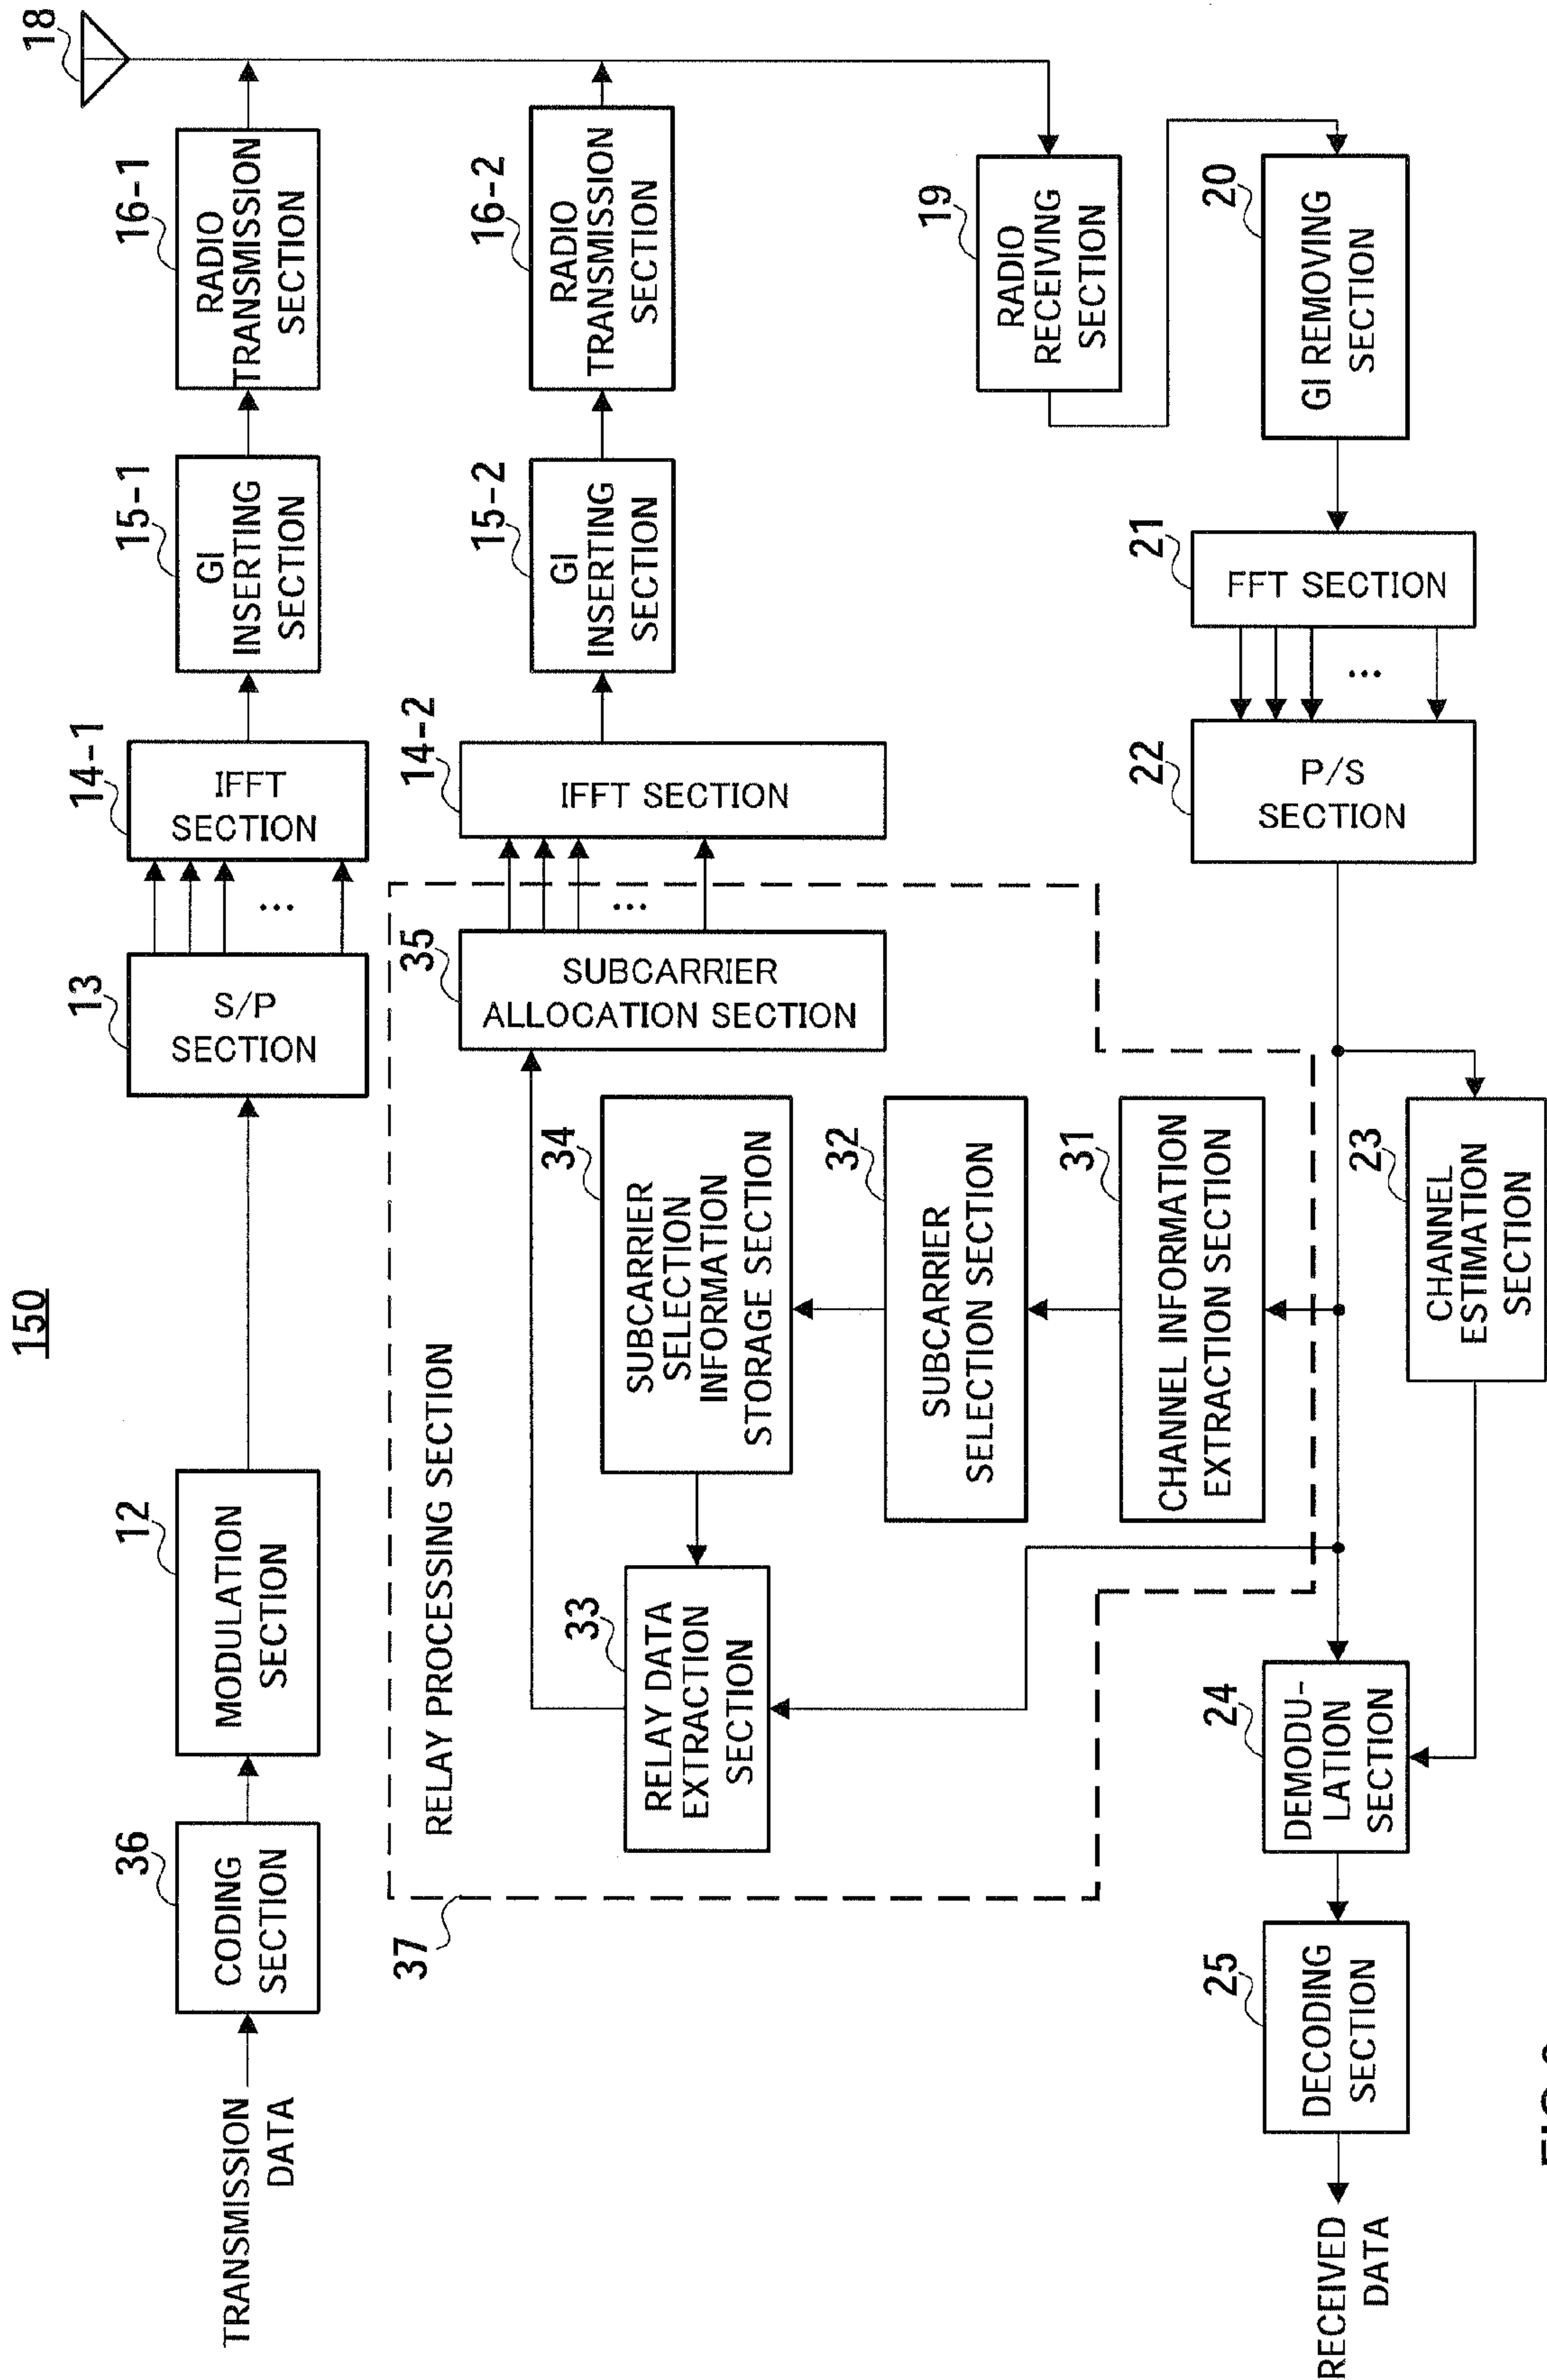 150
TRANSMISSION
DATA
36
CODING
SECTION
12
MODULATION
SECTION
13
S/P
SECTION
...
14-1
IFFT
SECTION
15-1
GI
INSERTING
SECTION
16-1
RADIO
TRANSMISSION
SECTION
18
37
RELAY PROCESSING SECTION
33
RELAY DATA
EXTRACTION
SECTION
34
SUBCARRIER
SELECTION
INFORMATION
STORAGE SECTION
32
SUBCARRIER
SELECTION SECTION
31
CHANNEL INFORMATION
EXTRACTION SECTION
35
SUBCARRIER
ALLOCATION SECTION
...
14-2
IFFT SECTION
15-2
GI
INSERTING
SECTION
16-2
RADIO
TRANSMISSION
SECTION
19
RADIO
RECEIVING
SECTION
20
GI REMOVING
SECTION
21
FFT SECTION
...
22
P/S
SECTION
23
CHANNEL
ESTIMATION
SECTION
24
DEMODU-
LATION
SECTION
25
DECODING
SECTION
RECEIVED
DATA